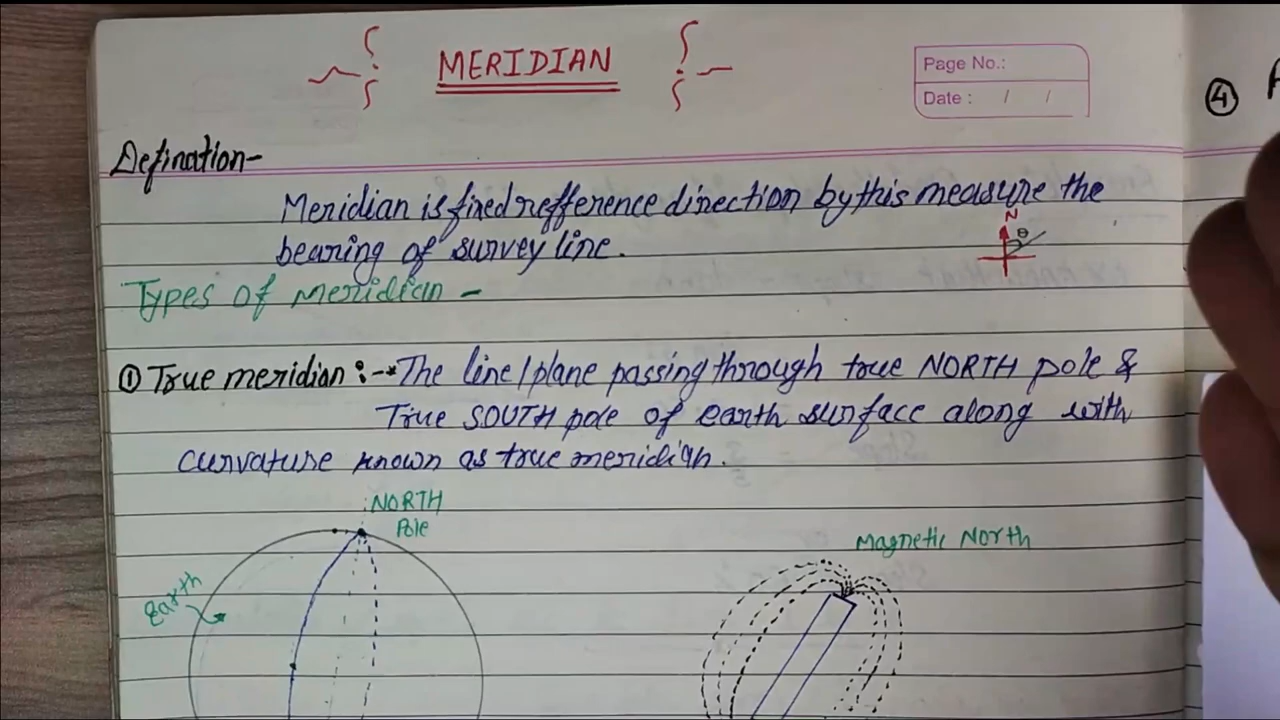 MERIDIAN
Page No.:
Date : / /
④
Defination-
Meridian is fixed refference direction by this measure the
bearing of survey line.
N
θ
Types of meridian -
① True meridian :-* The line/plane passing through true NORTH pole &
True SOUTH pole of earth surface along with
curvature known as true meridian.
NORTH
Pole
Earth
Magnetic North